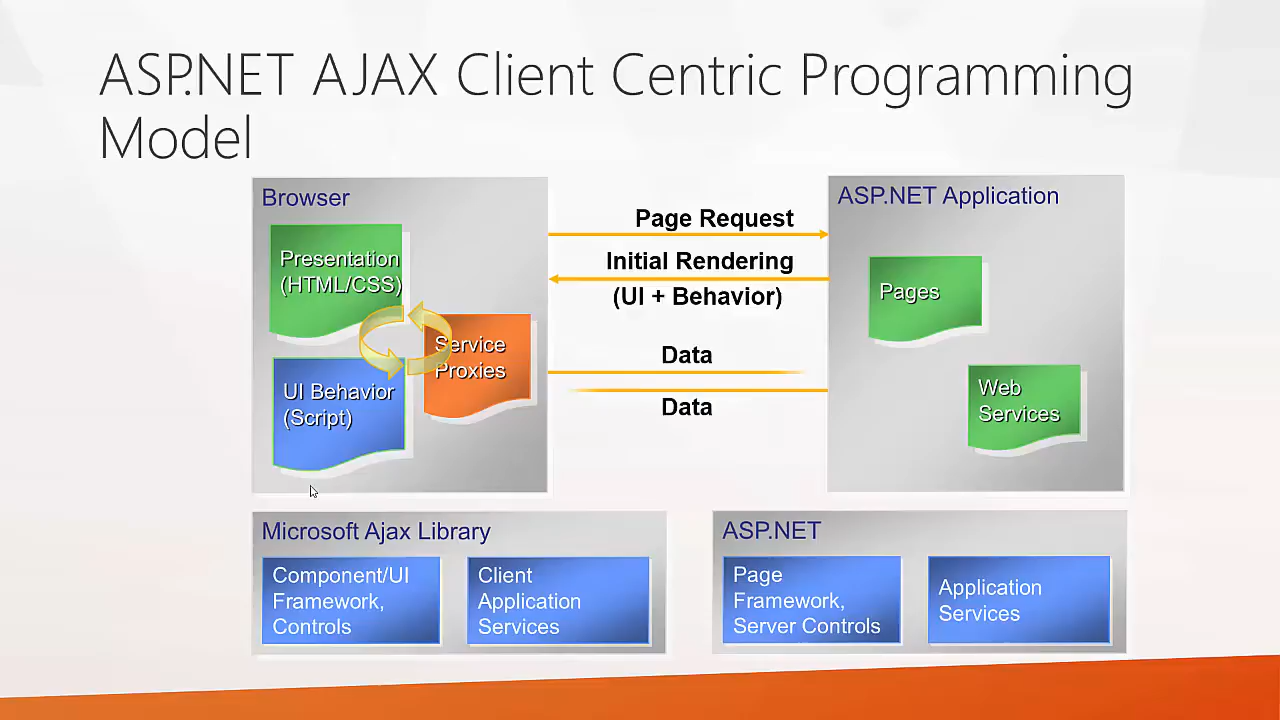 ASP.NET AJAX Client Centric Programming
Model
Browser
Presentation
(HTML/CSS)
Service
Proxies
UI Behavior
(Script)
Page Request
Initial Rendering
(UI + Behavior)
Data
Data
ASP.NET Application
Pages
Web
Services
Microsoft Ajax Library
Component/UI
Framework,
Controls
Client
Application
Services
ASP.NET
Page
Framework,
Server Controls
Application
Services